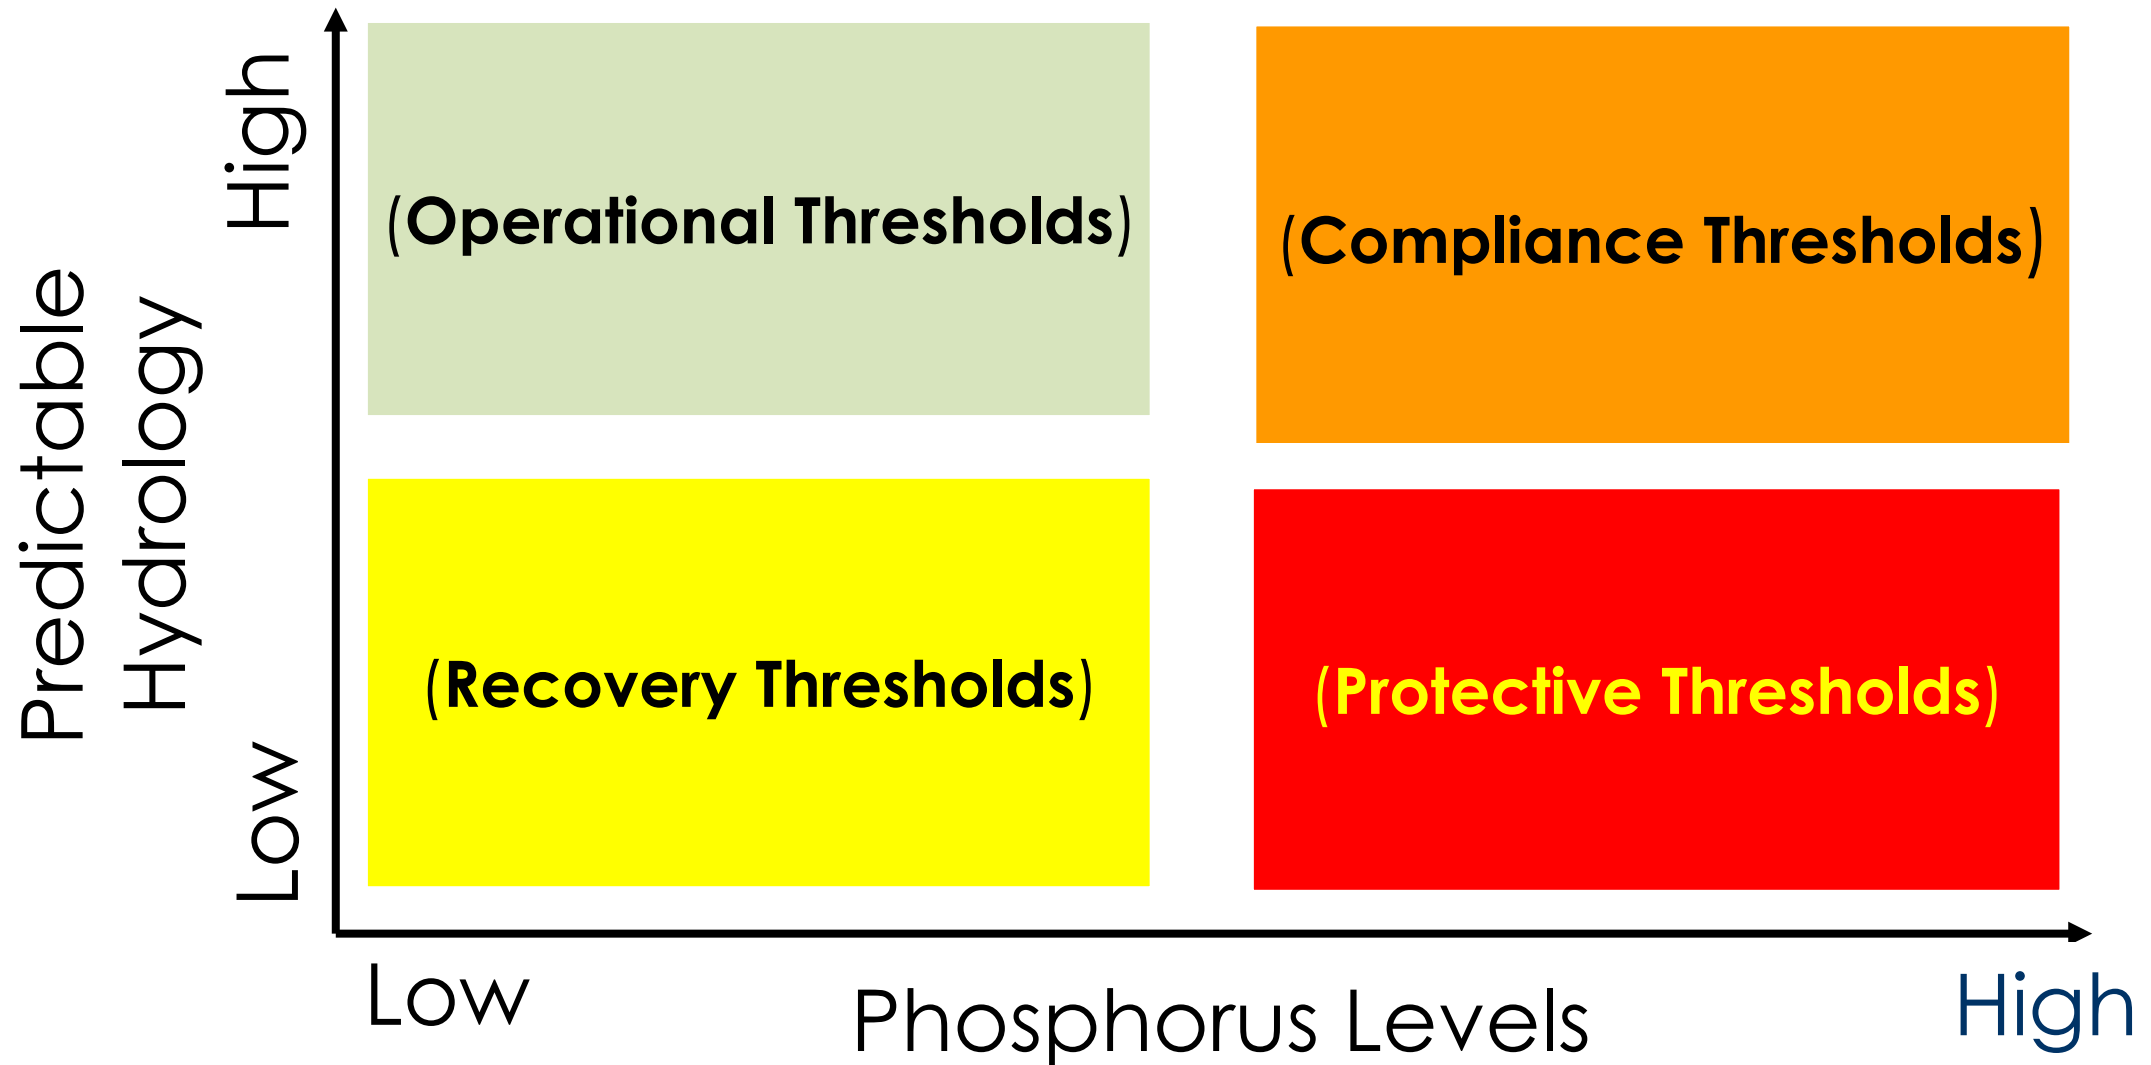 Predictable
Hydrology
High
Low
(Operational Thresholds)
(Compliance Thresholds)
(Recovery Thresholds)
(Protective Thresholds)
Low
Phosphorus Levels
High